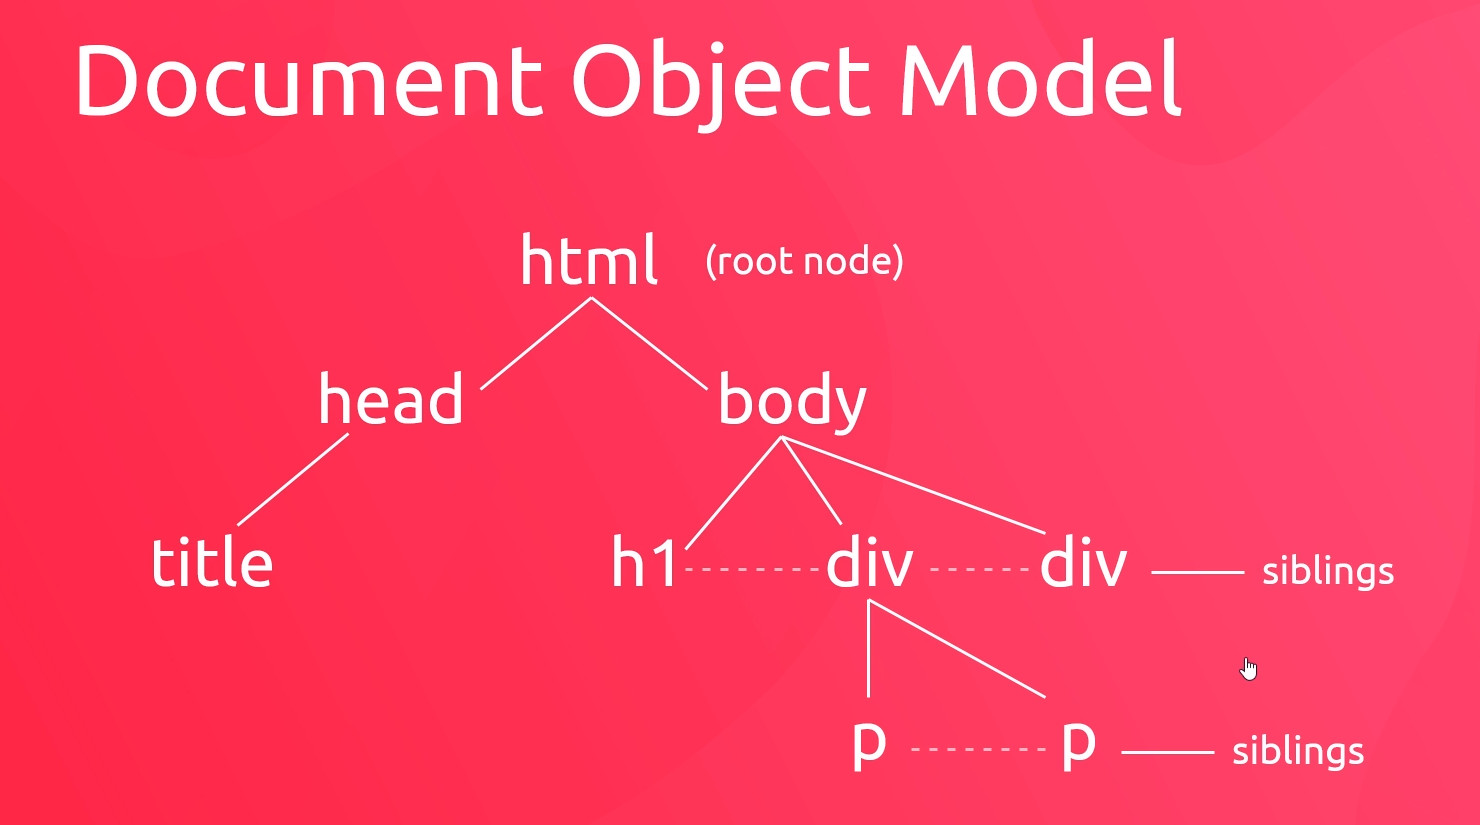 Document Object Model
html (root node)
head body
title h1 div div siblings
p p siblings